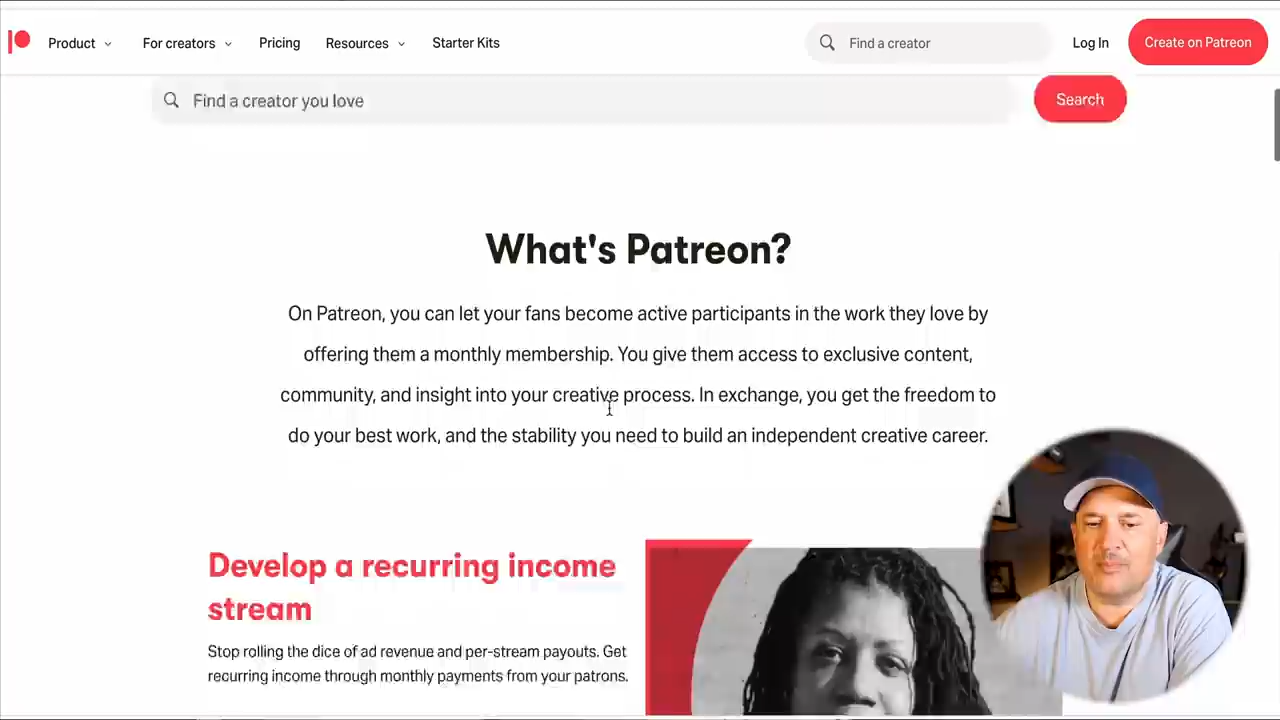 Product
For creators
Pricing
Resources
Starter Kits
Find a creator
Log In
Create on Patreon
Find a creator you love
Search
What's Patreon?
On Patreon, you can let your fans become active participants in the work they love by
offering them a monthly membership. You give them access to exclusive content,
community, and insight into your creative process. In exchange, you get the freedom to
do your best work, and the stability you need to build an independent creative career.
Develop a recurring income
stream
Stop rolling the dice of ad revenue and per-stream payouts. Get
recurring income through monthly payments from your patrons.